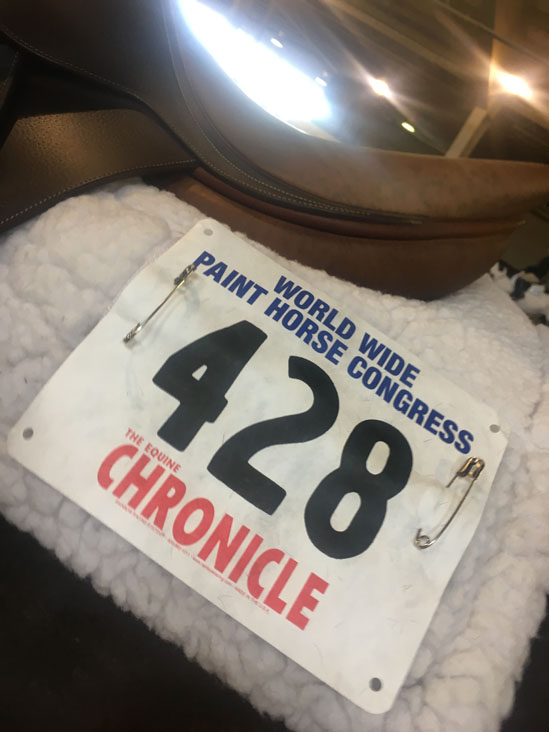 WORLD WIDE
PAINT HORSE CONGRESS
428
THE EQUINE
CHRONICLE